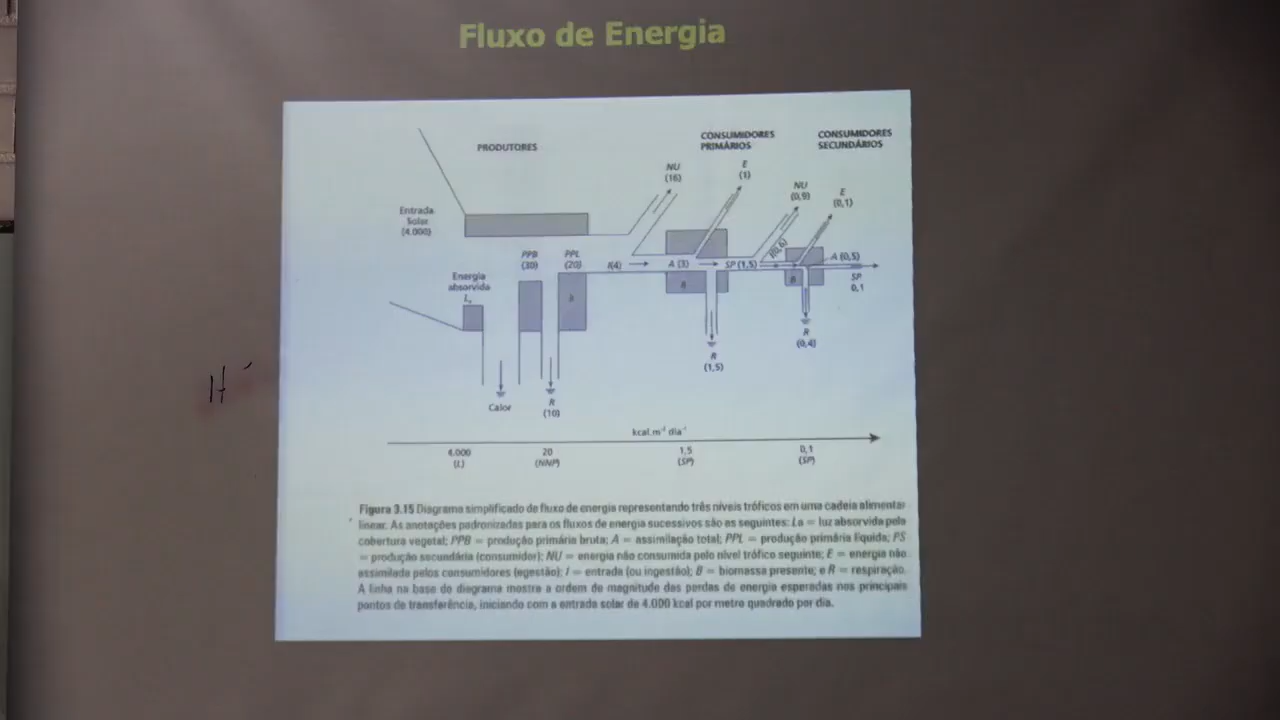 Fluxo de Energia
PRODUTORES
CONSUMIDORES
PRIMÁRIOS
CONSUMIDORES
SECUNDÁRIOS
NU
(16)
E
(1)
NU
(0,9)
E
(0,1)
Entrada
Solar
(4.000)
PPB
(30)
PPL
(20)
I(4)
A (3)
SP (1,5)
I(0,6)
A (0,5)
SP
0,1
Energia
absorvida
B
B
B
R
(0,4)
R
(1,5)
Calor
R
(10)
kcal.m⁻² dia⁻¹
4.000
(L)
20
(NNP)
1,5
(SP)
0,1
(SP)
Figura 3.15 Diagrama simplificado de fluxo de energia representando três níveis tróficos em uma cadeia alimentar
linear. As anotações padronizadas para os fluxos de energia sucessivos são as seguintes: La = luz absorvida pela
cobertura vegetal; PPB = produção primária bruta; A = assimilação total; PPL = produção primária líquida; PS
= produção secundária (consumidor); NU = energia não consumida pelo nível trófico seguinte; E = energia não
assimilada pelos consumidores (egestão); I = entrada (ou ingestão); B = biomassa presente; e R = respiração.
A linha na base do diagrama mostra a ordem de magnitude das perdas de energia esperadas nos principais
pontos de transferência, iniciando com a entrada solar de 4.000 kcal por metro quadrado por dia.